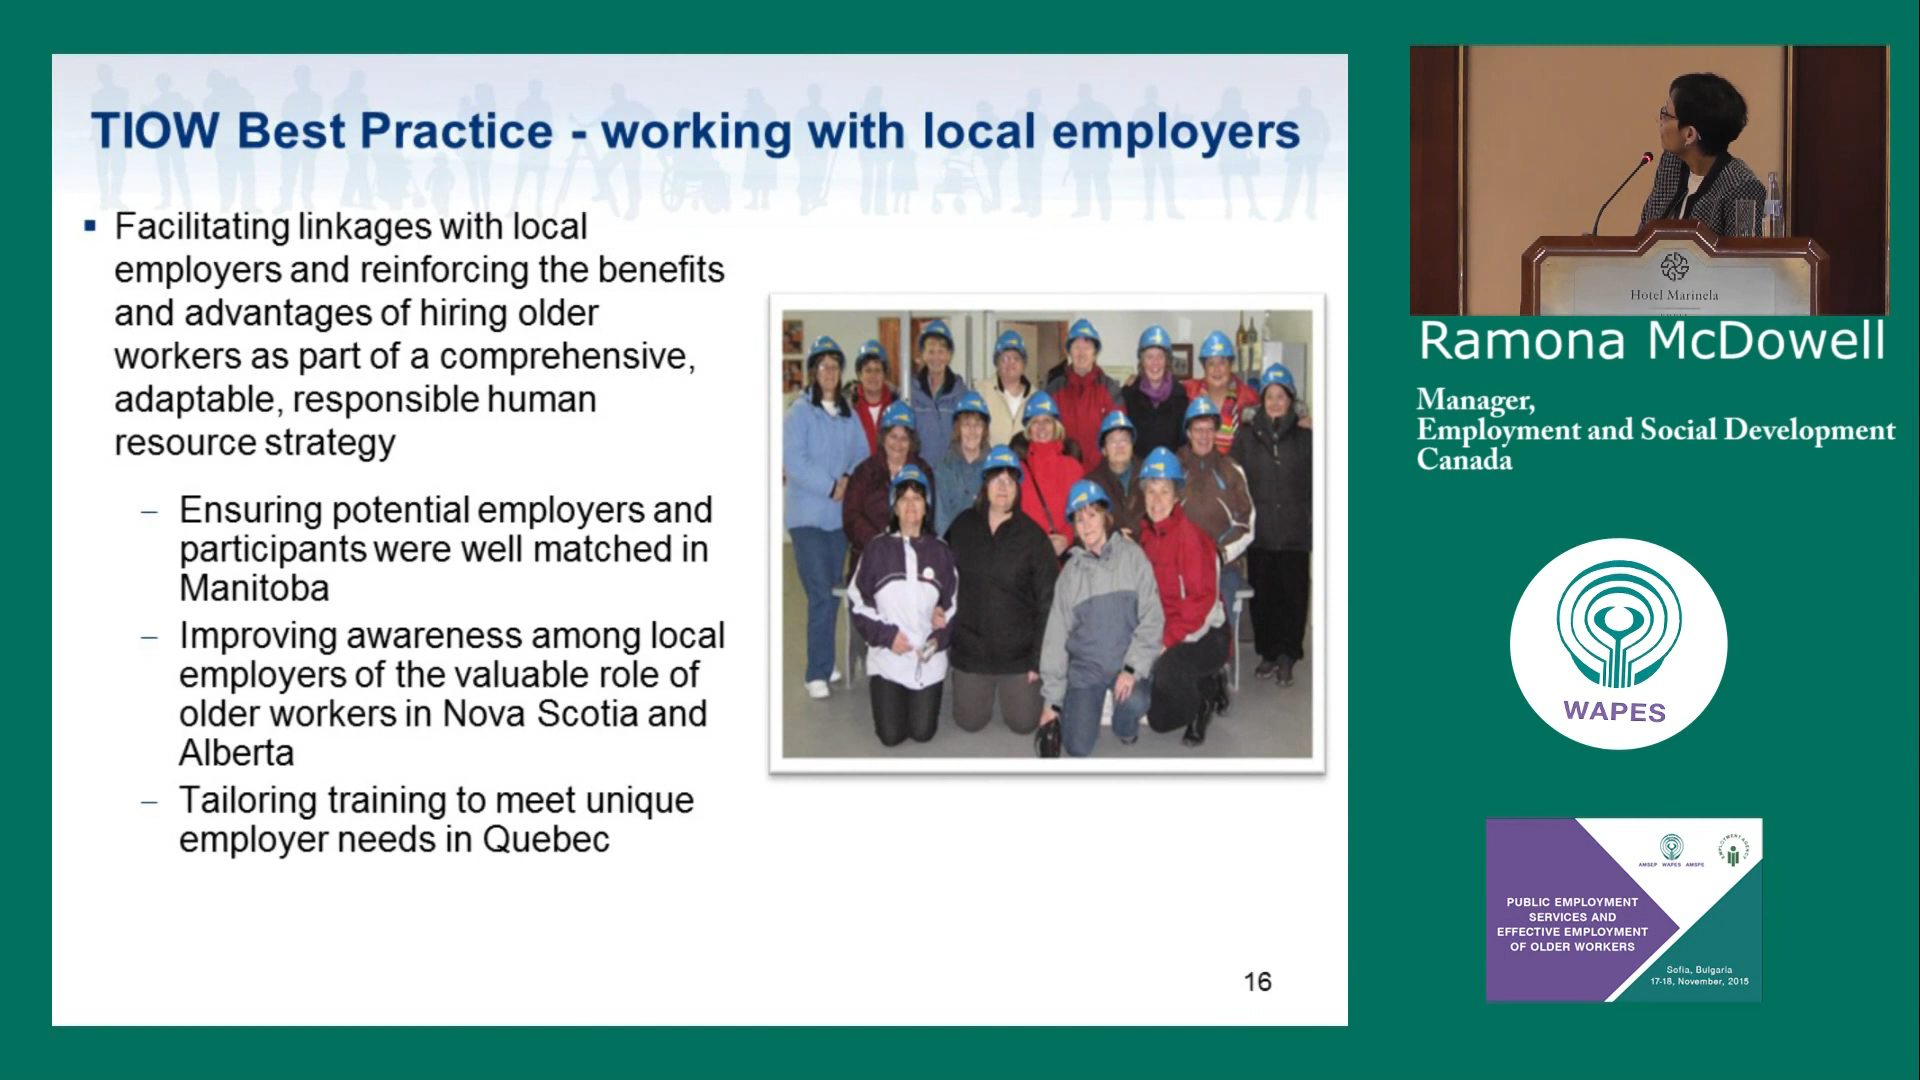 TIOW Best Practice - working with local employers
▪ Facilitating linkages with local
employers and reinforcing the benefits
and advantages of hiring older
workers as part of a comprehensive,
adaptable, responsible human
resource strategy
– Ensuring potential employers and
participants were well matched in
Manitoba
– Improving awareness among local
employers of the valuable role of
older workers in Nova Scotia and
Alberta
– Tailoring training to meet unique
employer needs in Quebec
16
Hotel Marinela
Ramona McDowell
Manager,
Employment and Social Development
Canada
WAPES
AMSEP WAPES AMSPE
EMPLOYMENT AGENCY
PUBLIC EMPLOYMENT
SERVICES AND
EFFECTIVE EMPLOYMENT
OF OLDER WORKERS
Sofia, Bulgaria
17-18, November, 2015